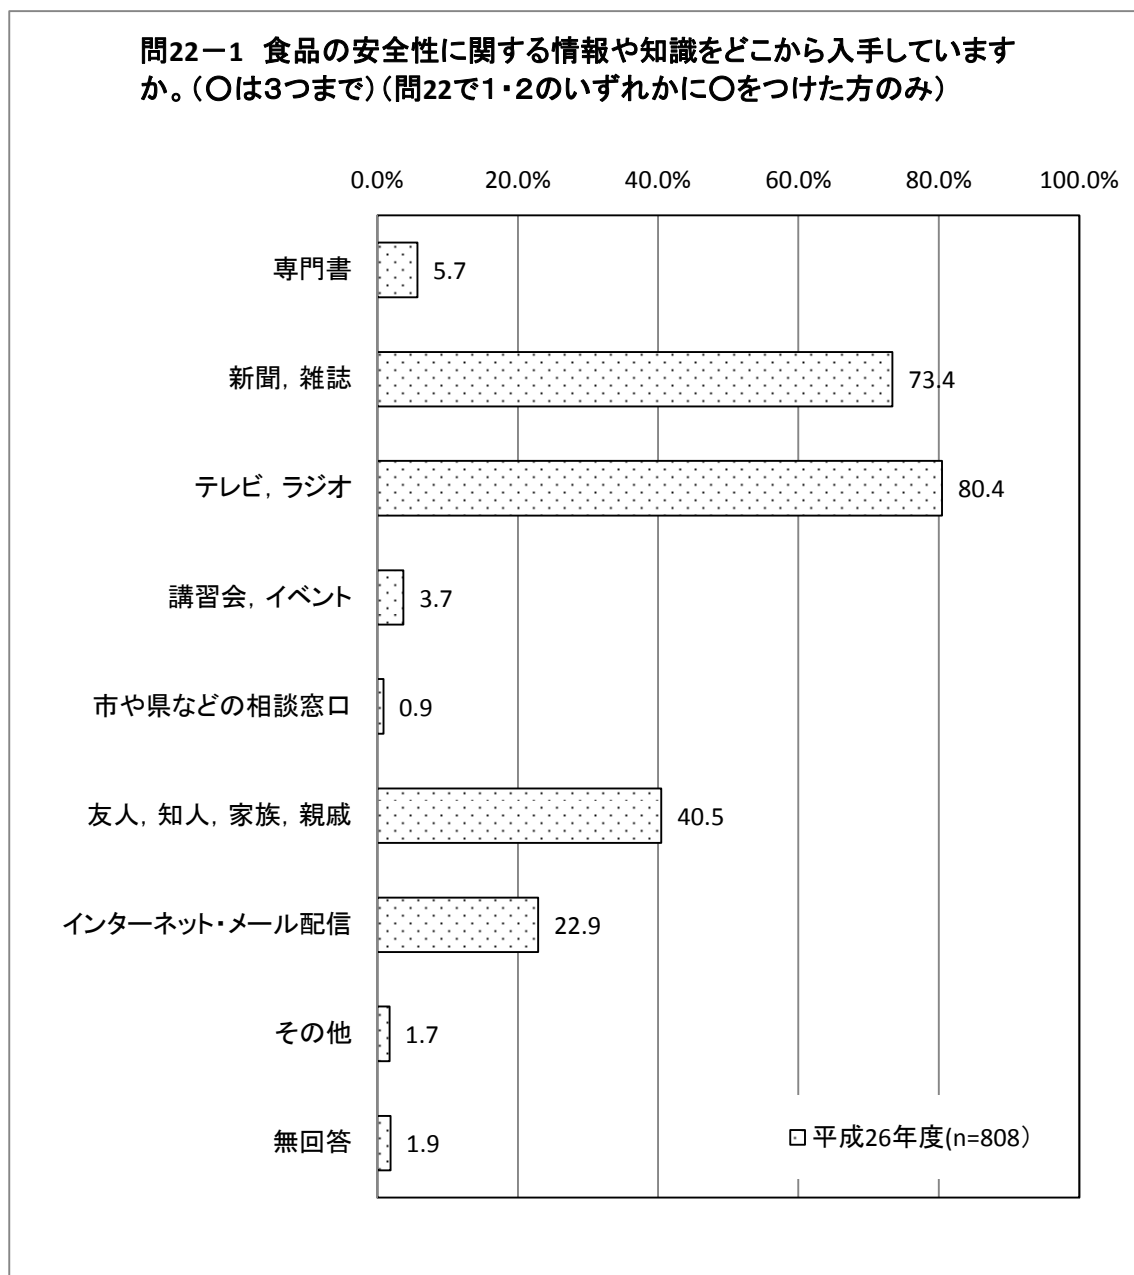 問22－1 食品の安全性に関する情報や知識をどこから入手しています
か。（〇は３つまで）（問22で１・２のいずれかに〇をつけた方のみ）
0.0% 20.0% 40.0% 60.0% 80.0% 100.0%
専門書 5.7
新聞，雑誌 73.4
テレビ，ラジオ 80.4
講習会，イベント 3.7
市や県などの相談窓口 0.9
友人，知人，家族，親戚 40.5
インターネット・メール配信 22.9
その他 1.7
無回答 1.9
平成26年度(n=808）